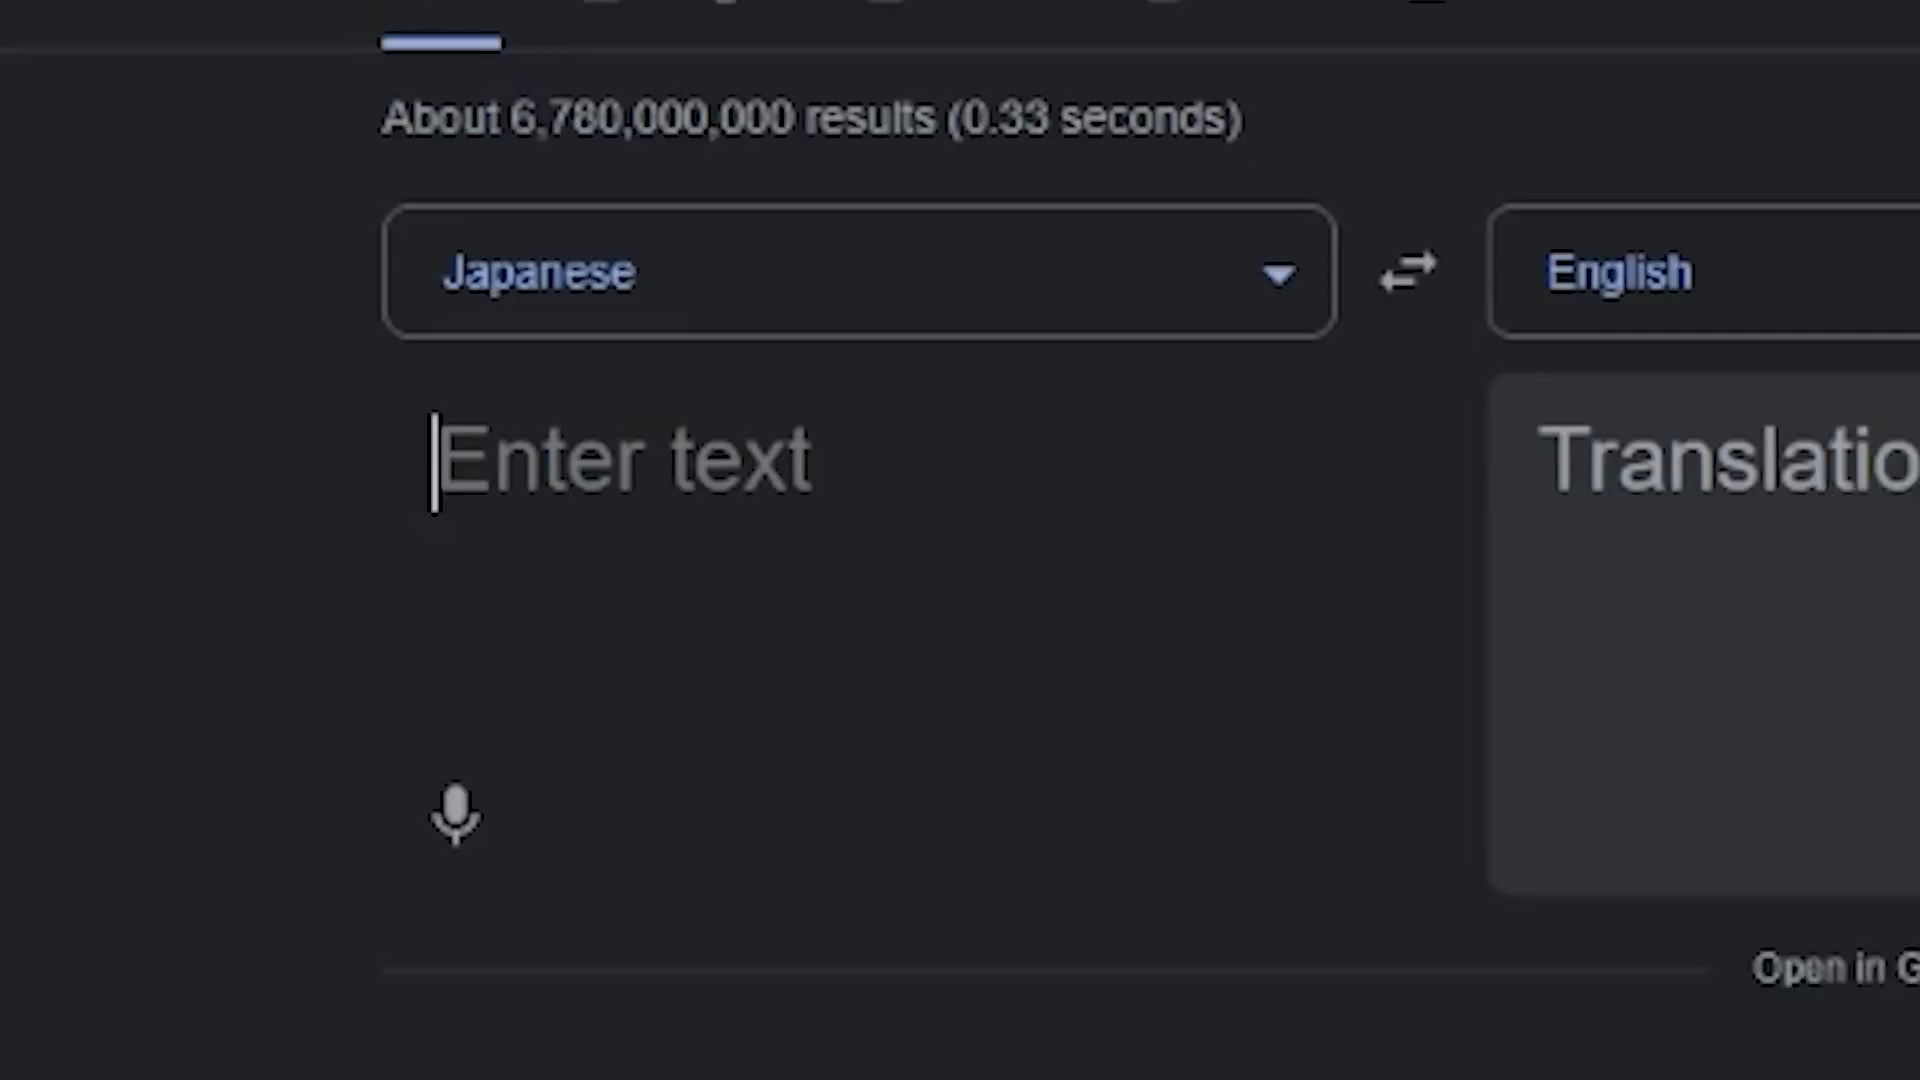 About 6,780,000,000 results (0.33 seconds)
Japanese
English
Enter text
Translatio
Open in G